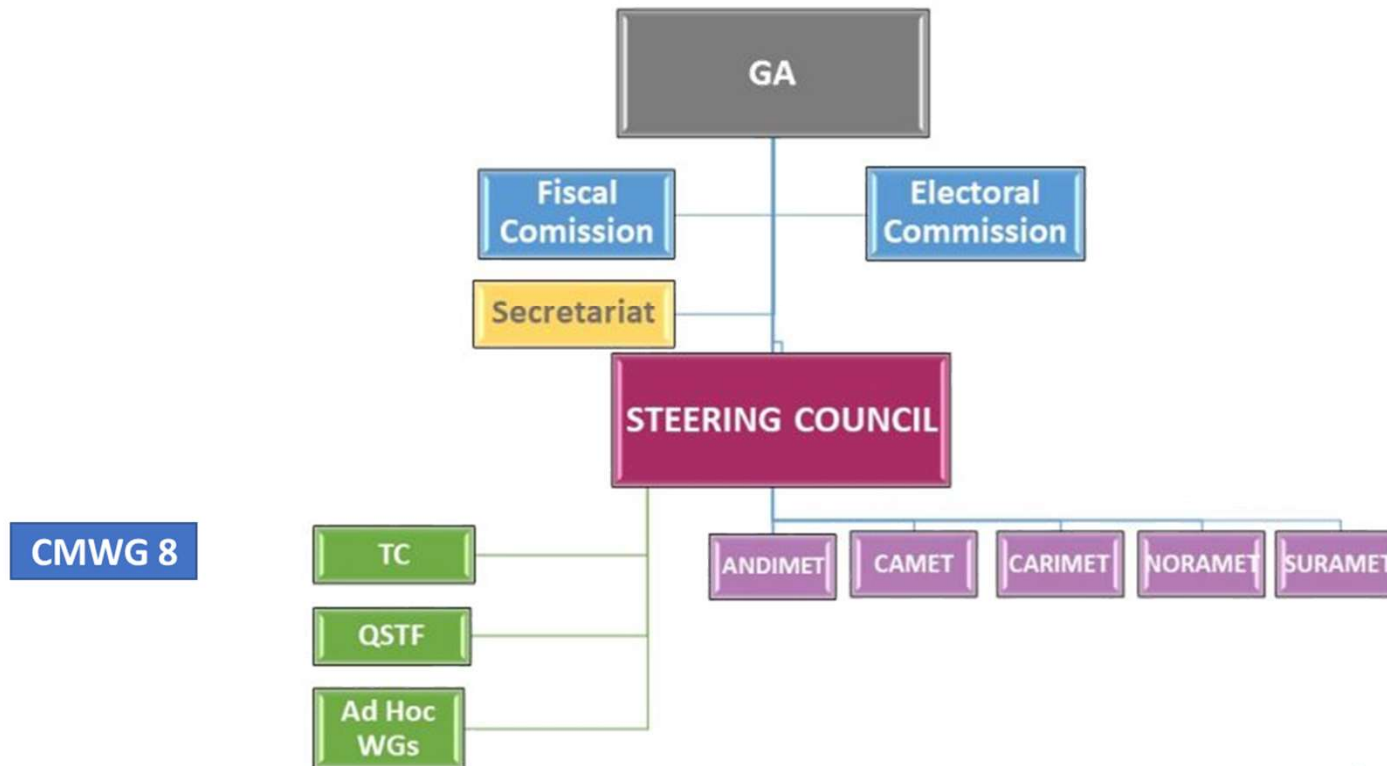 GA
Fiscal
Comission
Electoral
Commission
Secretariat
STEERING COUNCIL
CMWG 8
TC
QSTF
Ad Hoc
WGs
ANDIMET
CAMET
CARIMET
NORAMET
SURAMET